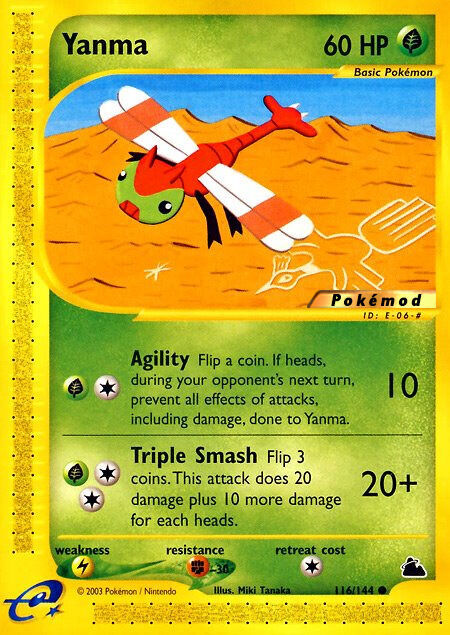 Yanma
60 HP
Basic Pokémon
Pokémod
ID: E-06-#
Agility Flip a coin. If heads,
during your opponent's next turn,
prevent all effects of attacks,
including damage, done to Yanma.
10
Triple Smash Flip 3
coins. This attack does 20
damage plus 10 more damage
for each heads.
20+
weakness
resistance
retreat cost
-30
© 2003 Pokémon / Nintendo
Illus. Miki Tanaka
116/144
e